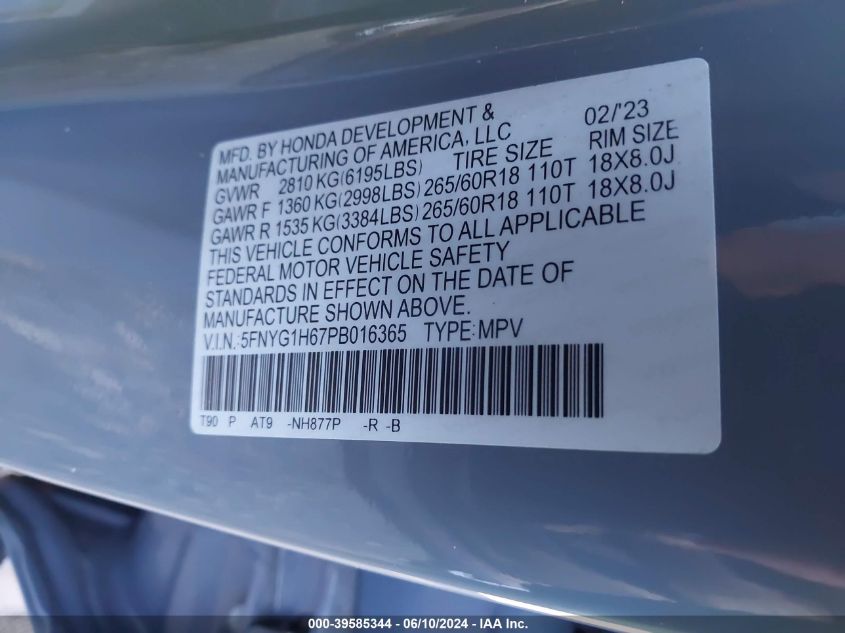 MFD. BY HONDA DEVELOPMENT & 02/'23
MANUFACTURING OF AMERICA, LLC RIM SIZE
GVWR 2810 KG(6195LBS) TIRE SIZE
GAWR F 1360 KG(2998LBS) 265/60R18 110T 18X8.0J
GAWR R 1535 KG(3384LBS) 265/60R18 110T 18X8.0J
THIS VEHICLE CONFORMS TO ALL APPLICABLE
FEDERAL MOTOR VEHICLE SAFETY
STANDARDS IN EFFECT ON THE DATE OF
MANUFACTURE SHOWN ABOVE.
V.I.N.:5FNYG1H67PB016365 TYPE:MPV
T90 P AT9 -NH877P -R -B
000-39585344 - 06/10/2024 - IAA Inc.